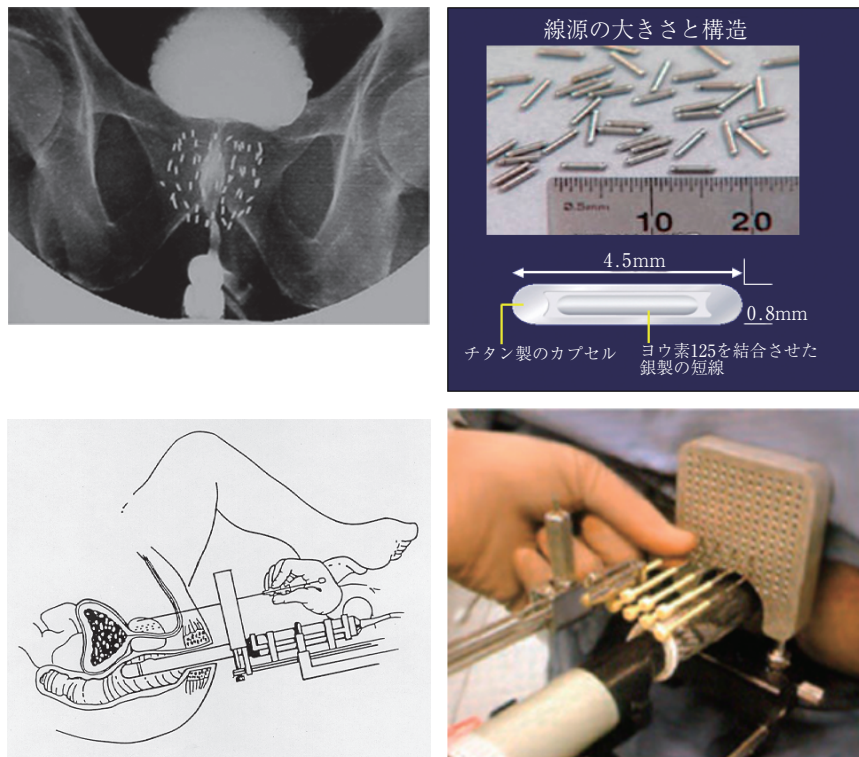 線源の大きさと構造
0.5mm
10
20
4.5mm
0.8mm
チタン製のカプセル
ヨウ素125を結合させた
銀製の短線